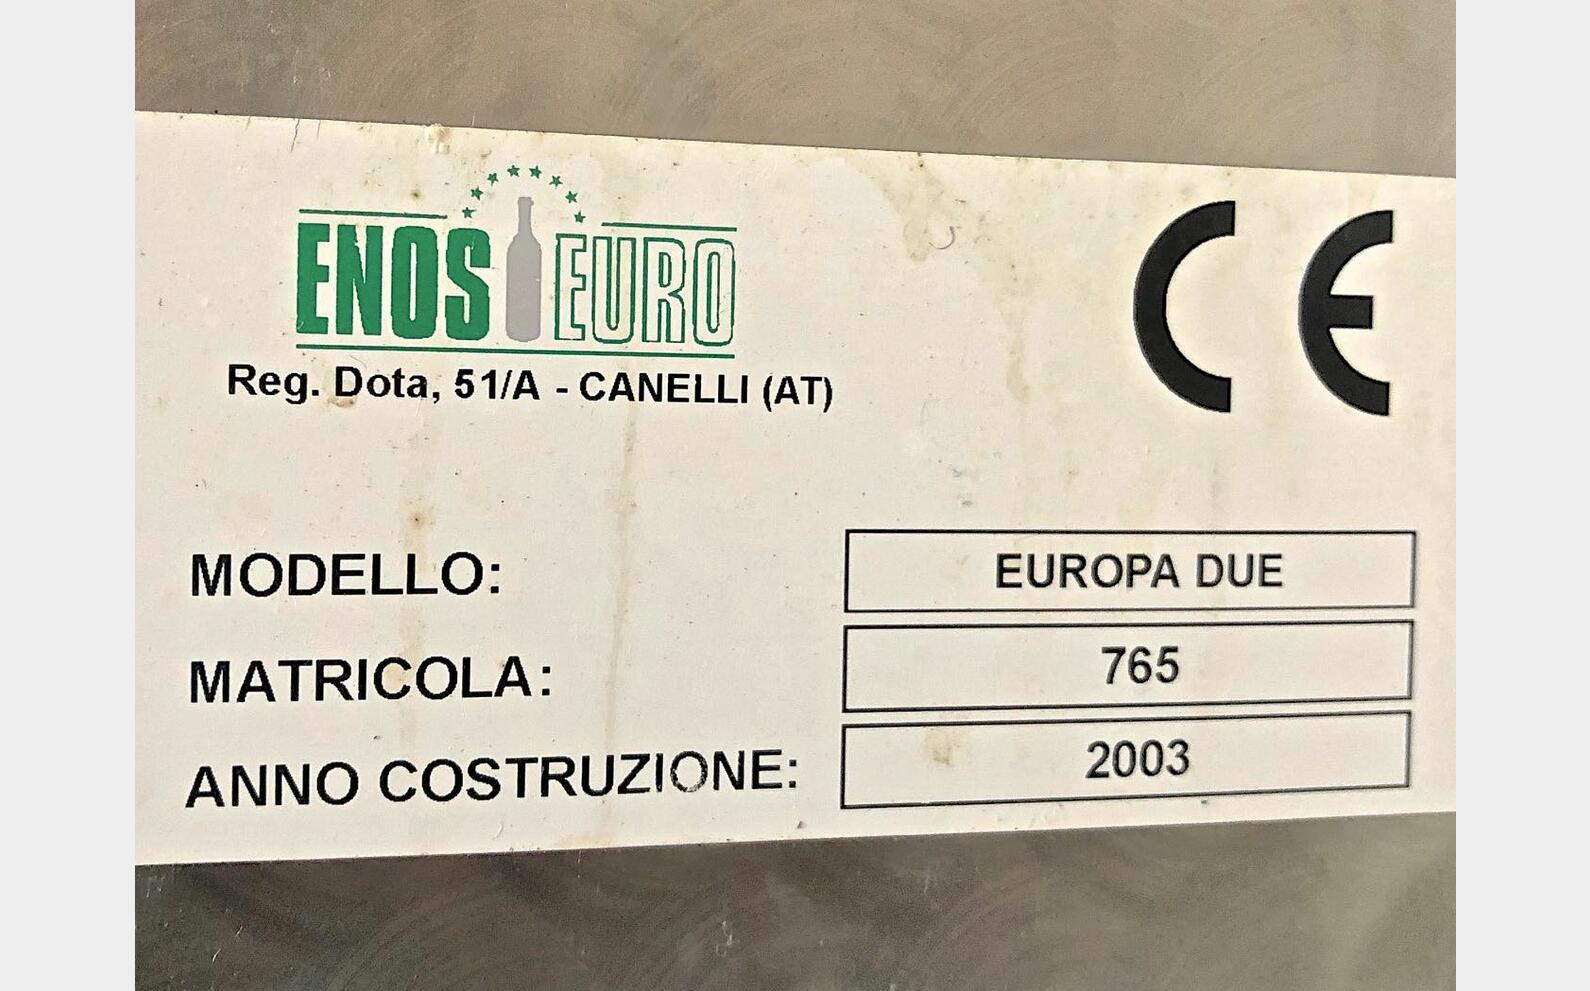 ENOS EURO
Reg. Dota, 51/A - CANELLI (AT)
CE
MODELLO: EUROPA DUE
MATRICOLA: 765
ANNO COSTRUZIONE: 2003